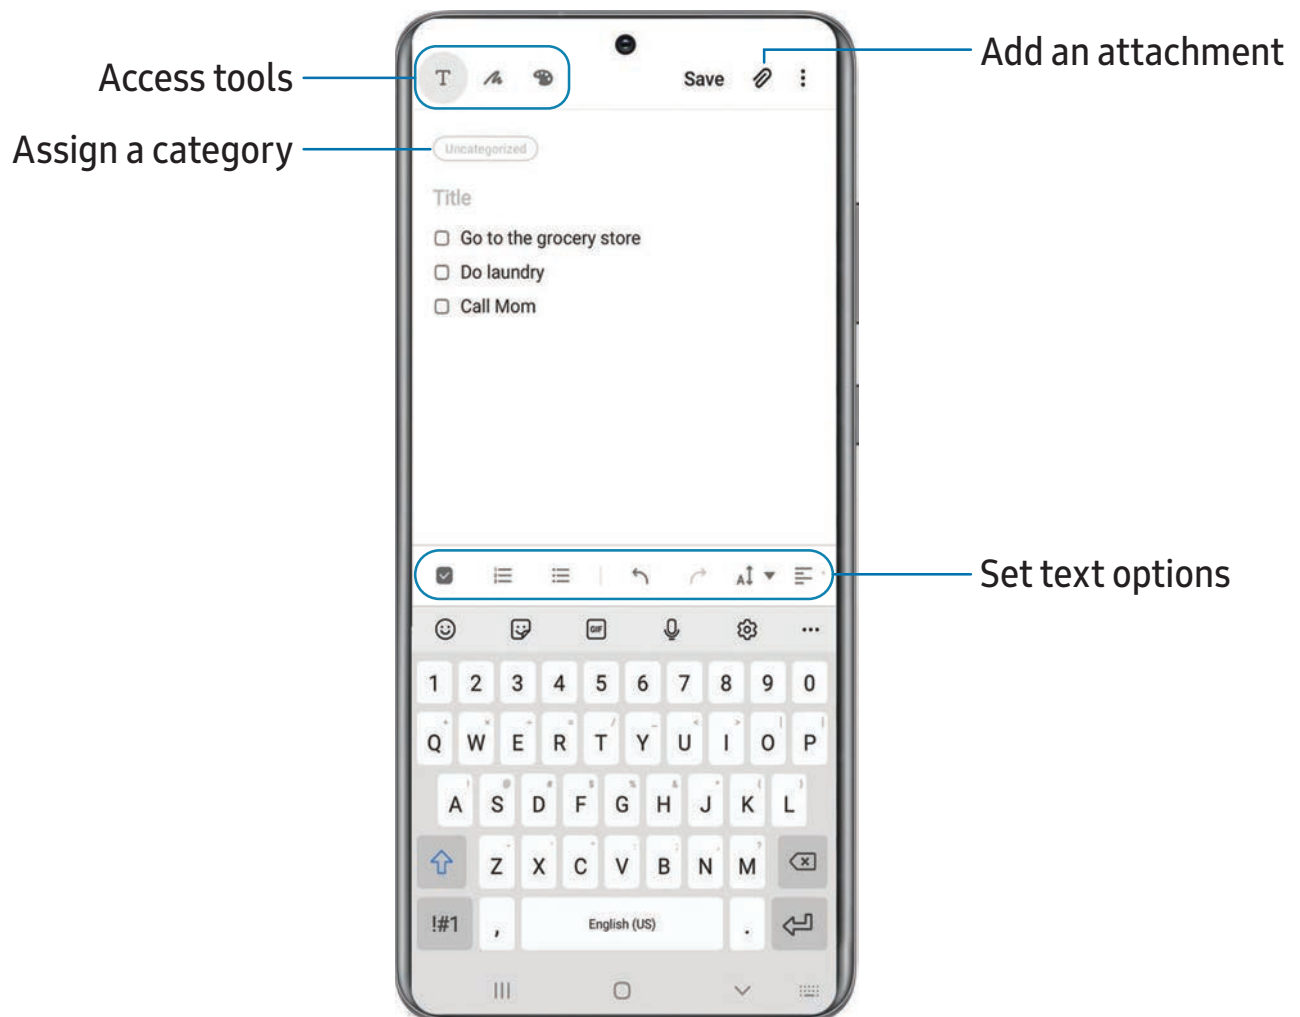 Access tools
Assign a category
Add an attachment
Set text options
T
Save
Uncategorized
Title
Go to the grocery store
Do laundry
Call Mom
A
GIF
1 2 3 4 5 6 7 8 9 0
Q W E R T Y U I O P
A S D F G H J K L
Z X C V B N M
!#1 , English (US) .